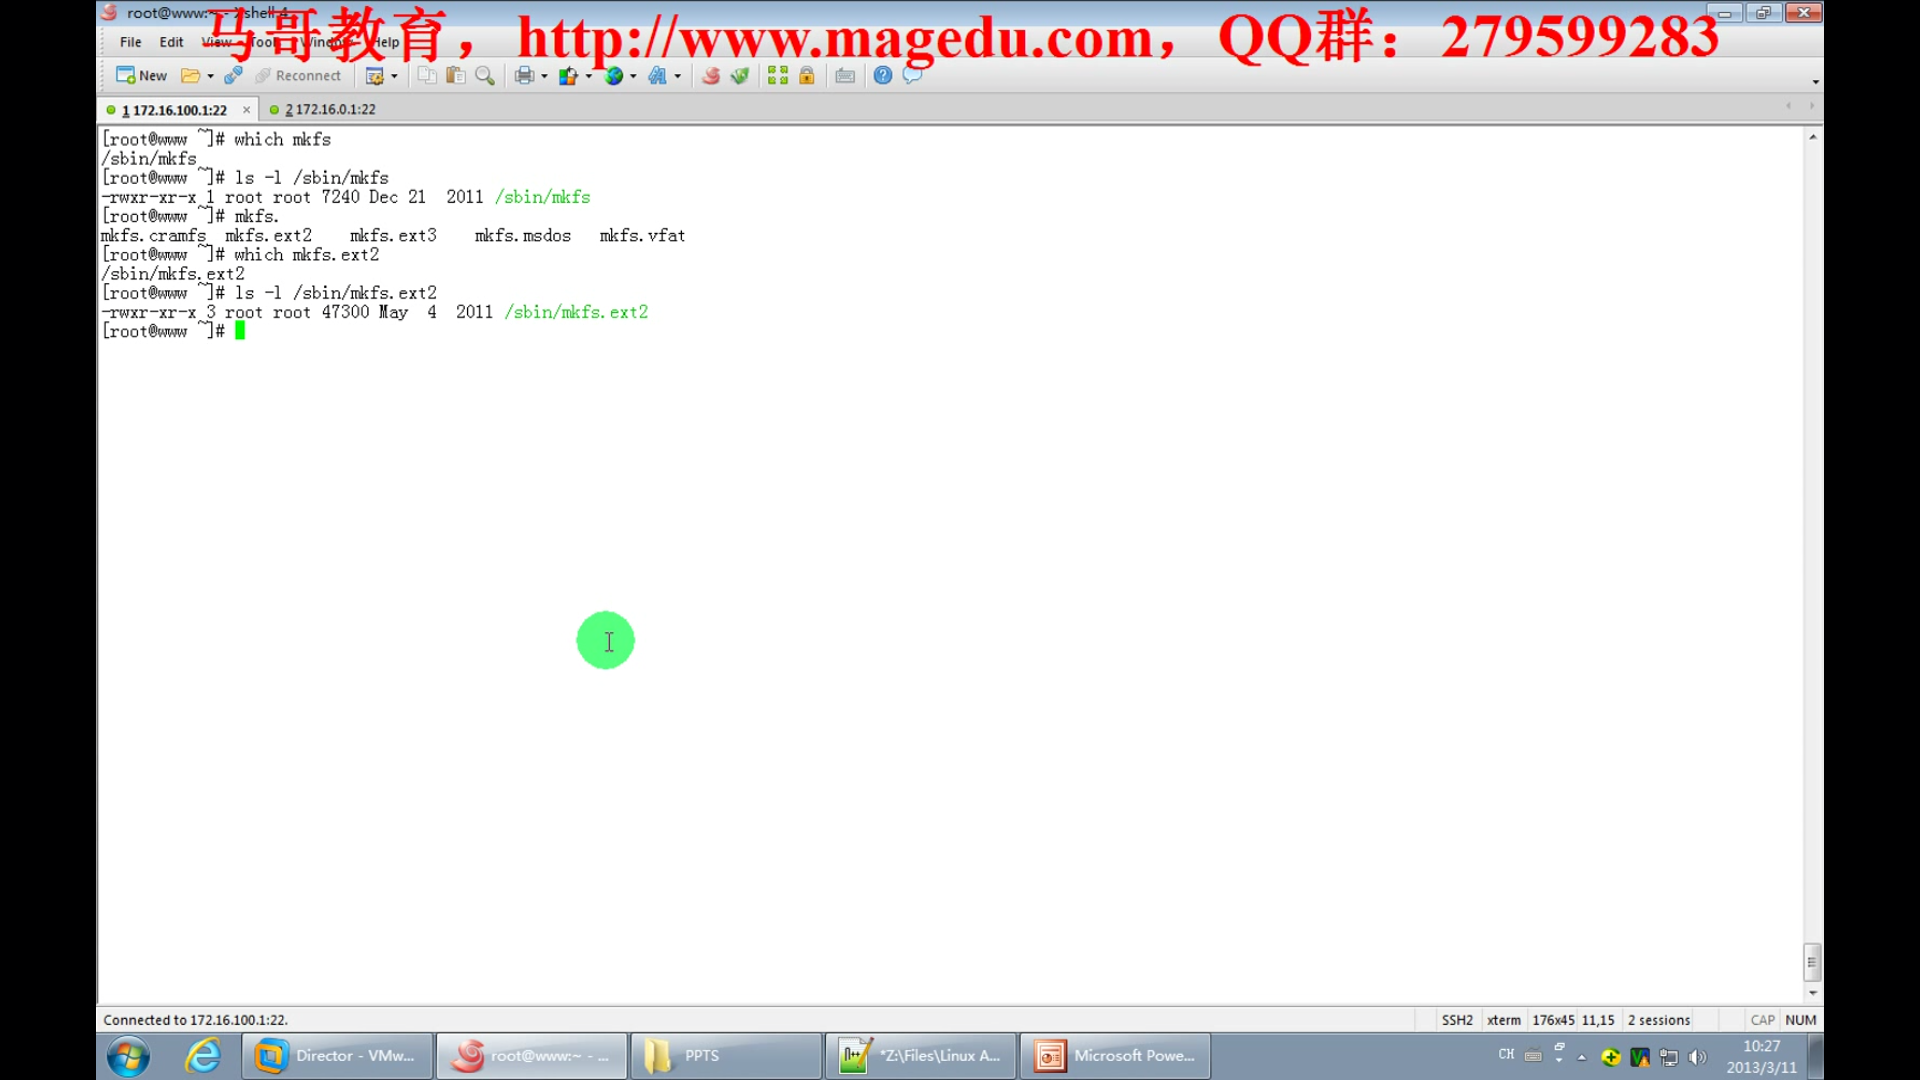 root@www:~ - Xshell 4
马哥教育，http://www.magedu.com，QQ群：279599283
File Edit View Tools Window Help
New Reconnect
1 172.16.100.1:22 2 172.16.0.1:22
[root@www ~]# which mkfs
/sbin/mkfs
[root@www ~]# ls -l /sbin/mkfs
-rwxr-xr-x 1 root root 7240 Dec 21  2011 /sbin/mkfs
[root@www ~]# mkfs.
mkfs.cramfs  mkfs.ext2    mkfs.ext3    mkfs.msdos   mkfs.vfat
[root@www ~]# which mkfs.ext2
/sbin/mkfs.ext2
[root@www ~]# ls -l /sbin/mkfs.ext2
-rwxr-xr-x 3 root root 47300 May  4  2011 /sbin/mkfs.ext2
[root@www ~]#
Connected to 172.16.100.1:22.
SSH2 xterm 176x45 11,15 2 sessions CAP NUM
Director - VMw... root@www:~ - ... PPTS *Z:\Files\Linux A... Microsoft Powe... CH 10:27
2013/3/11